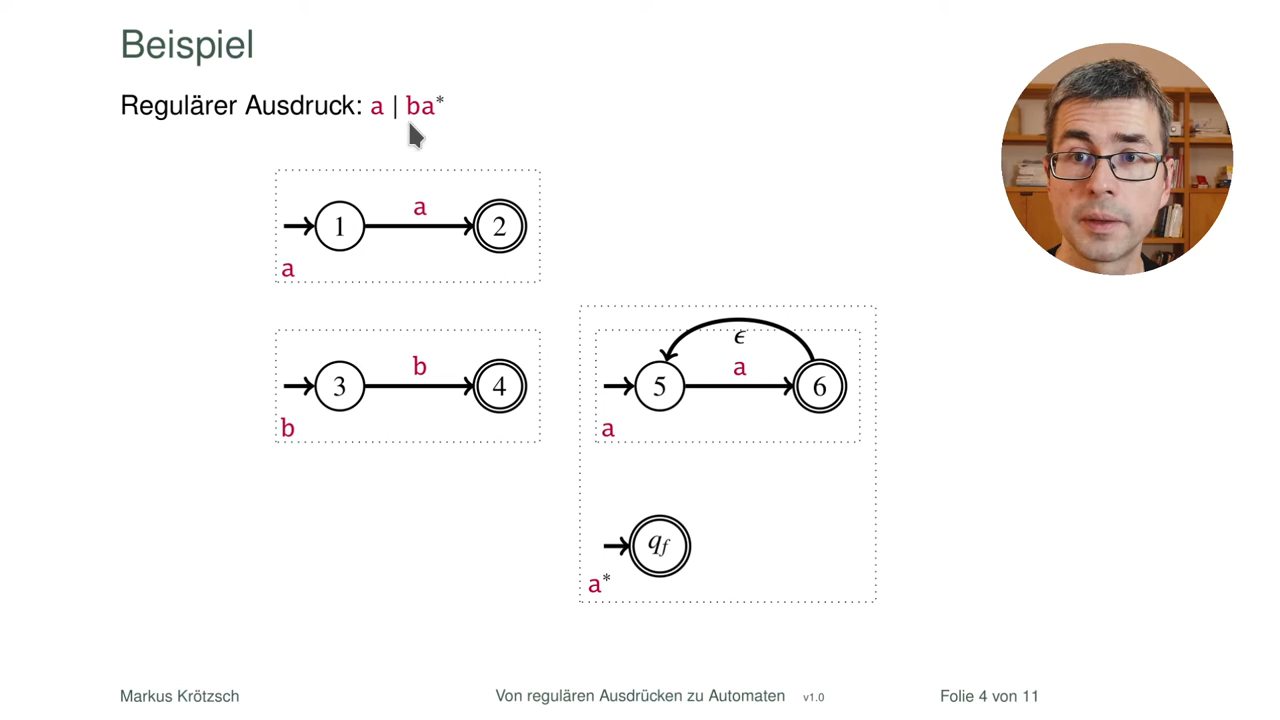 Beispiel
Regulärer Ausdruck: a | ba*
a
1
2
a
ϵ
b
a
3
4
5
6
b
a
q_f
a*
Markus Krötzsch
Von regulären Ausdrücken zu Automaten v1.0
Folie 4 von 11